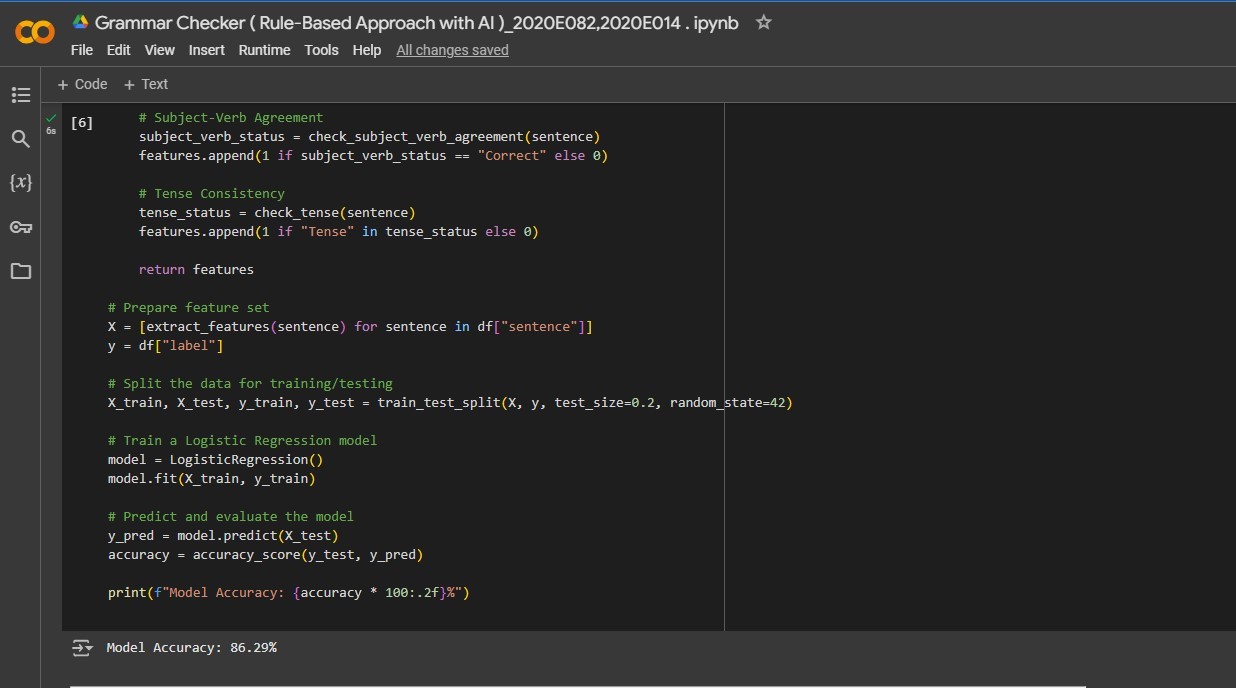 Grammar Checker ( Rule-Based Approach with AI )_2020E082,2020E014 . ipynb
File Edit View Insert Runtime Tools Help All changes saved
+ Code + Text
6s
[6]
# Subject-Verb Agreement
subject_verb_status = check_subject_verb_agreement(sentence)
features.append(1 if subject_verb_status == "Correct" else 0)
# Tense Consistency
tense_status = check_tense(sentence)
features.append(1 if "Tense" in tense_status else 0)
return features
# Prepare feature set
X = [extract_features(sentence) for sentence in df["sentence"]]
y = df["label"]
# Split the data for training/testing
X_train, X_test, y_train, y_test = train_test_split(X, y, test_size=0.2, random_state=42)
# Train a Logistic Regression model
model = LogisticRegression()
model.fit(X_train, y_train)
# Predict and evaluate the model
y_pred = model.predict(X_test)
accuracy = accuracy_score(y_test, y_pred)
print(f"Model Accuracy: {accuracy * 100:.2f}%")
Model Accuracy: 86.29%
{x}